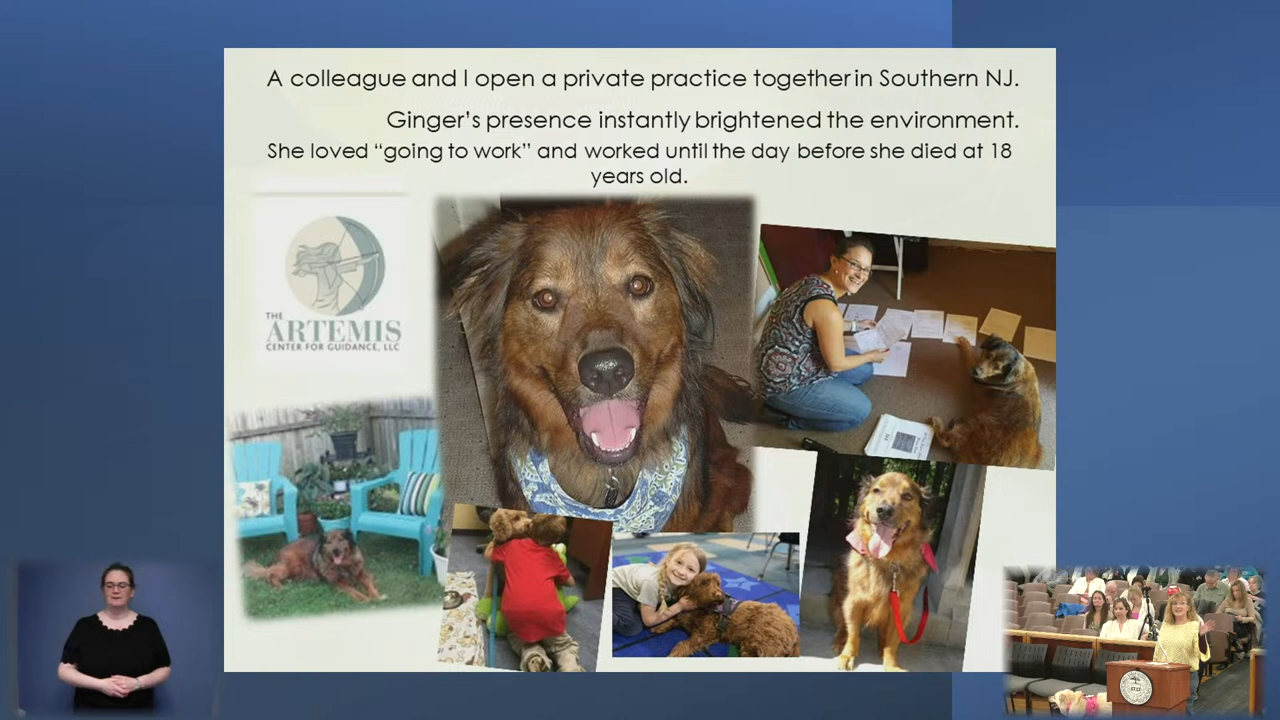 A colleague and I open a private practice together in Southern NJ.
Ginger's presence instantly brightened the environment.
She loved “going to work” and worked until the day before she died at 18
years old.
THE
ARTEMIS
CENTER FOR GUIDANCE, LLC